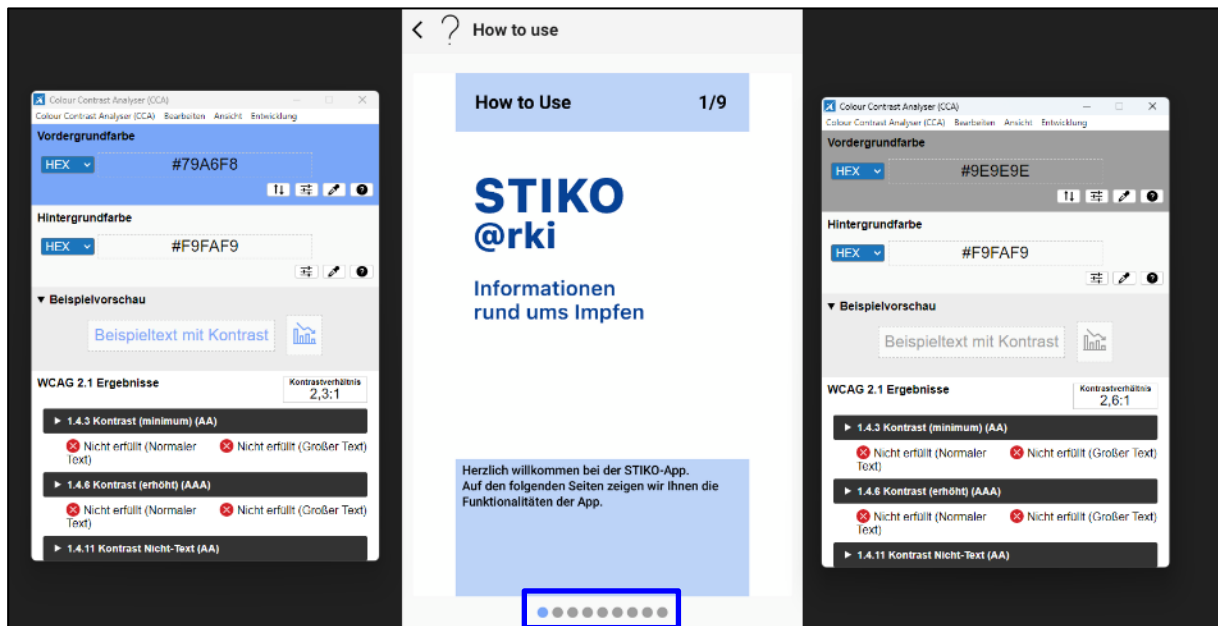 Colour Contrast Analyser (CCA)
Colour Contrast Analyser (CCA) Bearbeiten Ansicht Entwicklung
Vordergrundfarbe
HEX #79A6F8
Hintergrundfarbe
HEX #F9FAF9
▼ Beispielvorschau
Beispieltext mit Kontrast
WCAG 2.1 Ergebnisse
Kontrastverhältnis
2,3:1
► 1.4.3 Kontrast (minimum) (AA)
Nicht erfüllt (Normaler Text)
Nicht erfüllt (Großer Text)
► 1.4.6 Kontrast (erhöht) (AAA)
Nicht erfüllt (Normaler Text)
Nicht erfüllt (Großer Text)
► 1.4.11 Kontrast Nicht-Text (AA)
? How to use
How to Use 1/9
STIKO
@rki
Informationen
rund ums Impfen
Herzlich willkommen bei der STIKO-App.
Auf den folgenden Seiten zeigen wir Ihnen die
Funktionalitäten der App.
Colour Contrast Analyser (CCA)
Colour Contrast Analyser (CCA) Bearbeiten Ansicht Entwicklung
Vordergrundfarbe
HEX #9E9E9E
Hintergrundfarbe
HEX #F9FAF9
▼ Beispielvorschau
Beispieltext mit Kontrast
WCAG 2.1 Ergebnisse
Kontrastverhältnis
2,6:1
► 1.4.3 Kontrast (minimum) (AA)
Nicht erfüllt (Normaler Text)
Nicht erfüllt (Großer Text)
► 1.4.6 Kontrast (erhöht) (AAA)
Nicht erfüllt (Normaler Text)
Nicht erfüllt (Großer Text)
► 1.4.11 Kontrast Nicht-Text (AA)